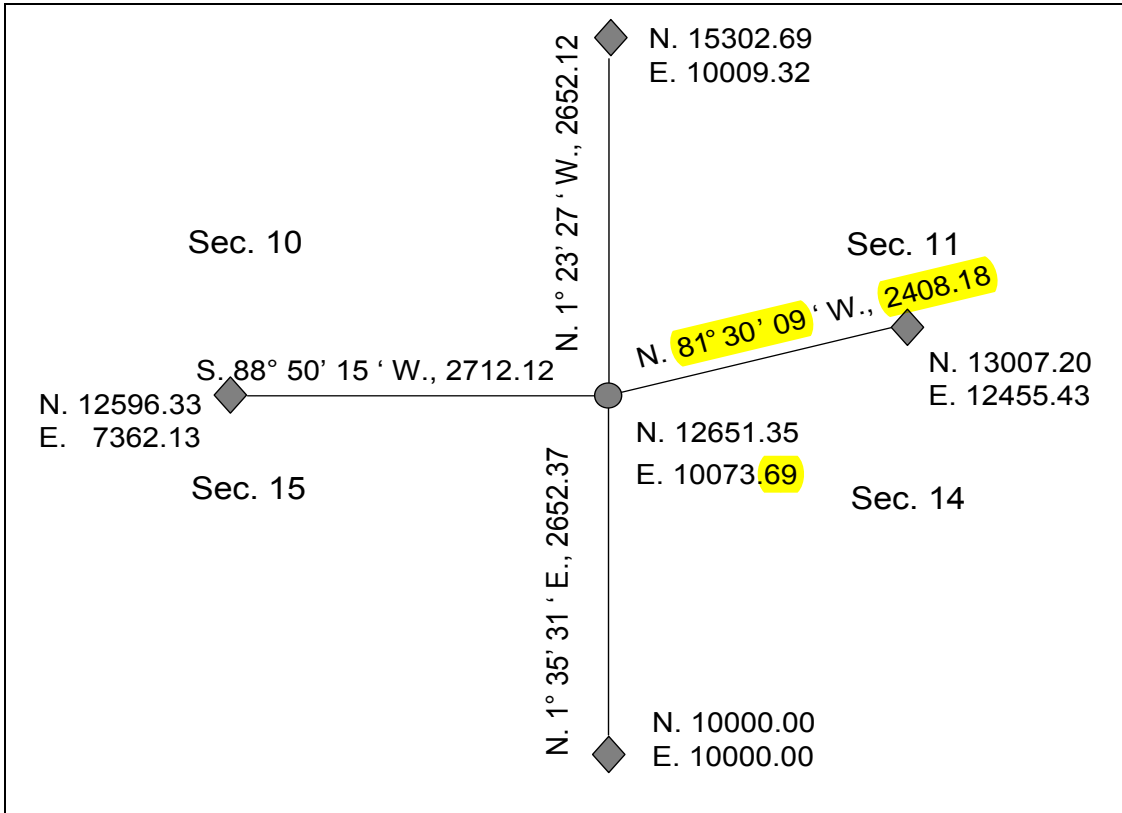 N. 15302.69
E. 10009.32
N. 1° 23’ 27 ‘ W., 2652.12
Sec. 10
Sec. 11
N. 81° 30’ 09 ‘ W., 2408.18
S. 88° 50’ 15 ‘ W., 2712.12
N. 13007.20
E. 12455.43
N. 12596.33
E. 7362.13
N. 12651.35
E. 10073.69
Sec. 15
Sec. 14
N. 1° 35’ 31 ‘ E., 2652.37
N. 10000.00
E. 10000.00